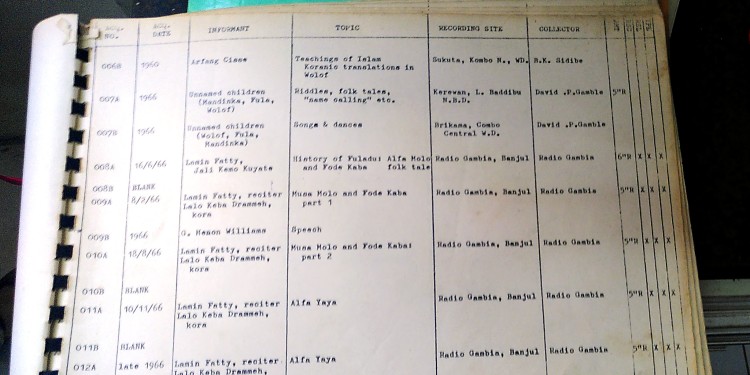 NO. DATE INFORMANT TOPIC RECORDING SITE COLLECTOR
006B 1960 Arfang Cisse Teachings of Islam Sukuta, Kombo N., WD. B.K. Sidibe
Koranic translations in
Wolof
007A 1966 Unnamed children Riddles, folk tales, Kerewan, L. Baddibu David .P.Gamble 5"R
(Mandinka, Fula, "name calling" etc. N.B.D.
Wolof)
007B 1966 Unnamed children Songs & dances Brikama, Combo David .P.Gamble
(Wolof, Fula, Central W.D.
Mandinka)
008A 16/6/66 Lamin Fatty, History of Fuladu: Alfa Molo Radio Gambia, Banjul Radio Gambia 6"R X X X
Jali Kemo Kuyate and Fode Kaba folk tale
008B BLANK
009A 8/2/66 Lamin Fatty, reciter Musa Molo and Fode Kaba Radio Gambia, Banjul Radio Gambia 5"R X X
Lalo Keba Drammeh, part 1
kora
009B 1966 G. Menon Williams Speech
010A 18/8/66 Lamin Fatty, reciter Musa Molo and Fode Kaba: Radio Gambia, Banjul Radio Gambia 5"R X X X
Lalo Keba Drammeh, part 2
kora
010B BLANK
011A 10/11/66 Lamin Fatty, reciter Alfa Yaya Radio Gambia, Banjul Radio Gambia 5"R X X X
Lalo Keba Drammeh,
kora
011B BLANK
012A late 1966 Lamin Fatty, reciter Alfa Yaya Radio Gambia, Banjul Radio Gambia 5"R X X
Lalo Keba Drammeh,